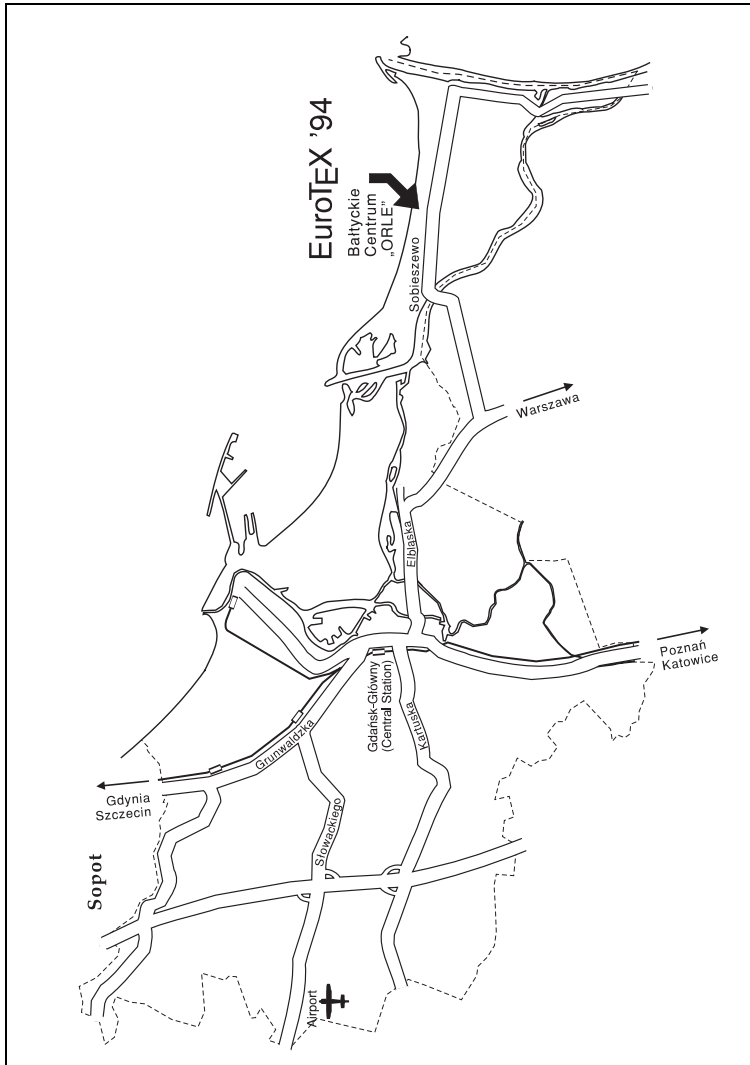 EuroTEX '94
Bałtyckie
Centrum
„ORLE”
Sobieszewo
Warszawa
Elbląska
Poznań
Katowice
Gdańsk-Główny
(Central Station)
Kartuska
Grunwaldzka
Gdynia
Szczecin
Słowackiego
Sopot
Airport